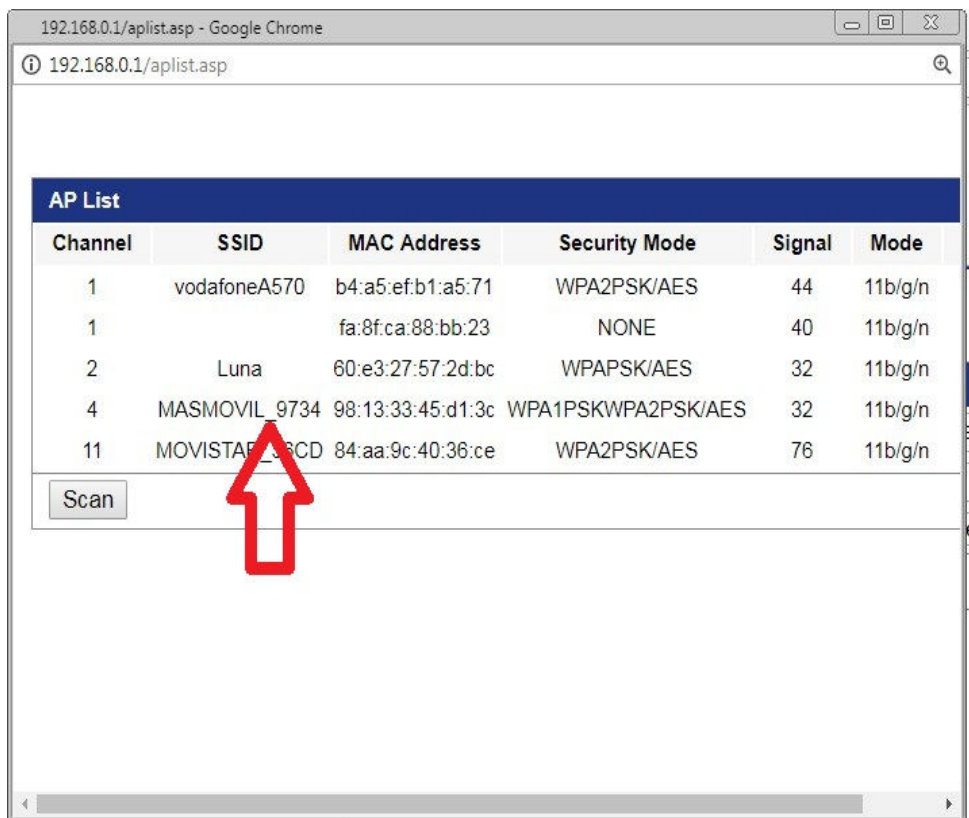 192.168.0.1/aplist.asp - Google Chrome
192.168.0.1/aplist.asp
AP List
Channel SSID MAC Address Security Mode Signal Mode
1 vodafoneA570 b4:a5:ef:b1:a5:71 WPA2PSK/AES 44 11b/g/n
1 fa:8f:ca:88:bb:23 NONE 40 11b/g/n
2 Luna 60:e3:27:57:2d:bc WPAPSK/AES 32 11b/g/n
4 MASMOVIL_9734 98:13:33:45:d1:3c WPA1PSKWPA2PSK/AES 32 11b/g/n
11 84:aa:9c:40:36:ce WPA2PSK/AES 76 11b/g/n
Scan